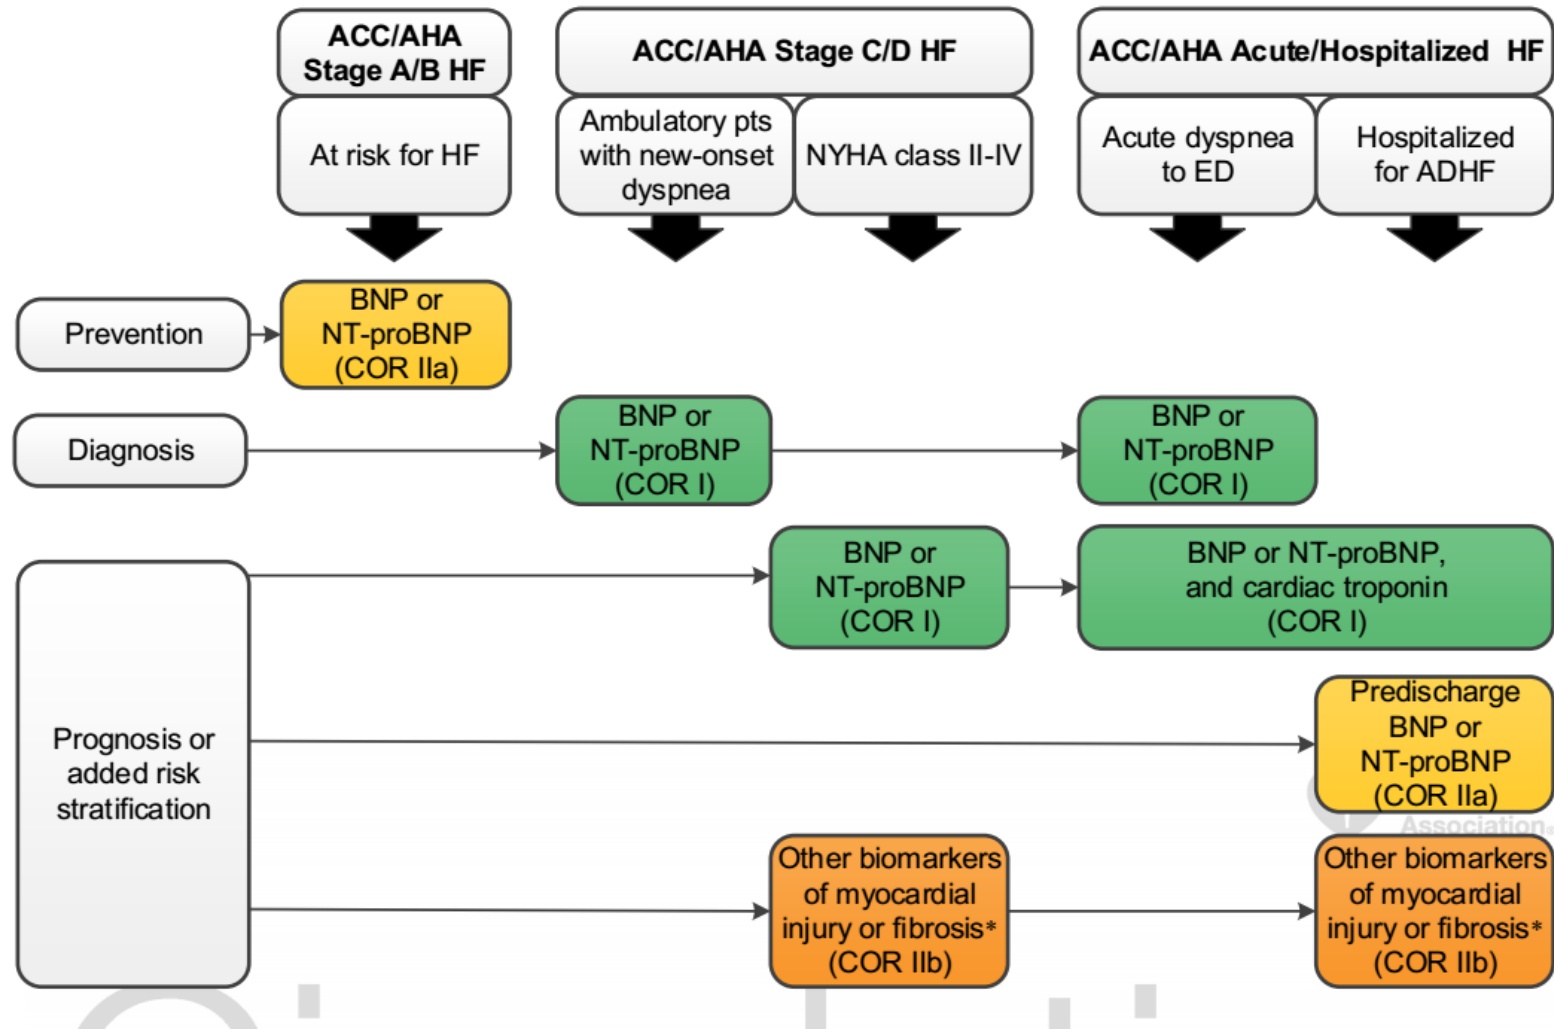 ACC/AHA
Stage A/B HF
ACC/AHA Stage C/D HF
ACC/AHA Acute/Hospitalized HF
At risk for HF
Ambulatory pts
with new-onset
dyspnea
NYHA class II-IV
Acute dyspnea
to ED
Hospitalized
for ADHF
Prevention
BNP or
NT-proBNP
(COR IIa)
Diagnosis
BNP or
NT-proBNP
(COR I)
BNP or
NT-proBNP
(COR I)
Prognosis or
added risk
stratification
BNP or
NT-proBNP
(COR I)
BNP or NT-proBNP,
and cardiac troponin
(COR I)
Predischarge
BNP or
NT-proBNP
(COR IIa)
Association®
Other biomarkers
of myocardial
injury or fibrosis*
(COR IIb)
Other biomarkers
of myocardial
injury or fibrosis*
(COR IIb)